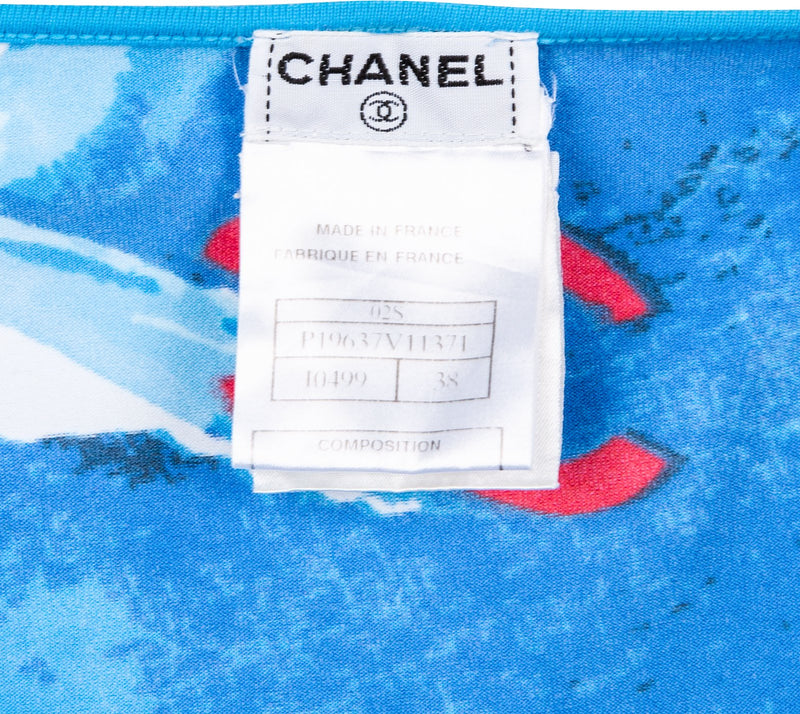 CHANEL
MADE IN FRANCE
FABRIQUE EN FRANCE
02S
P19637V11371
10499 38
COMPOSITION